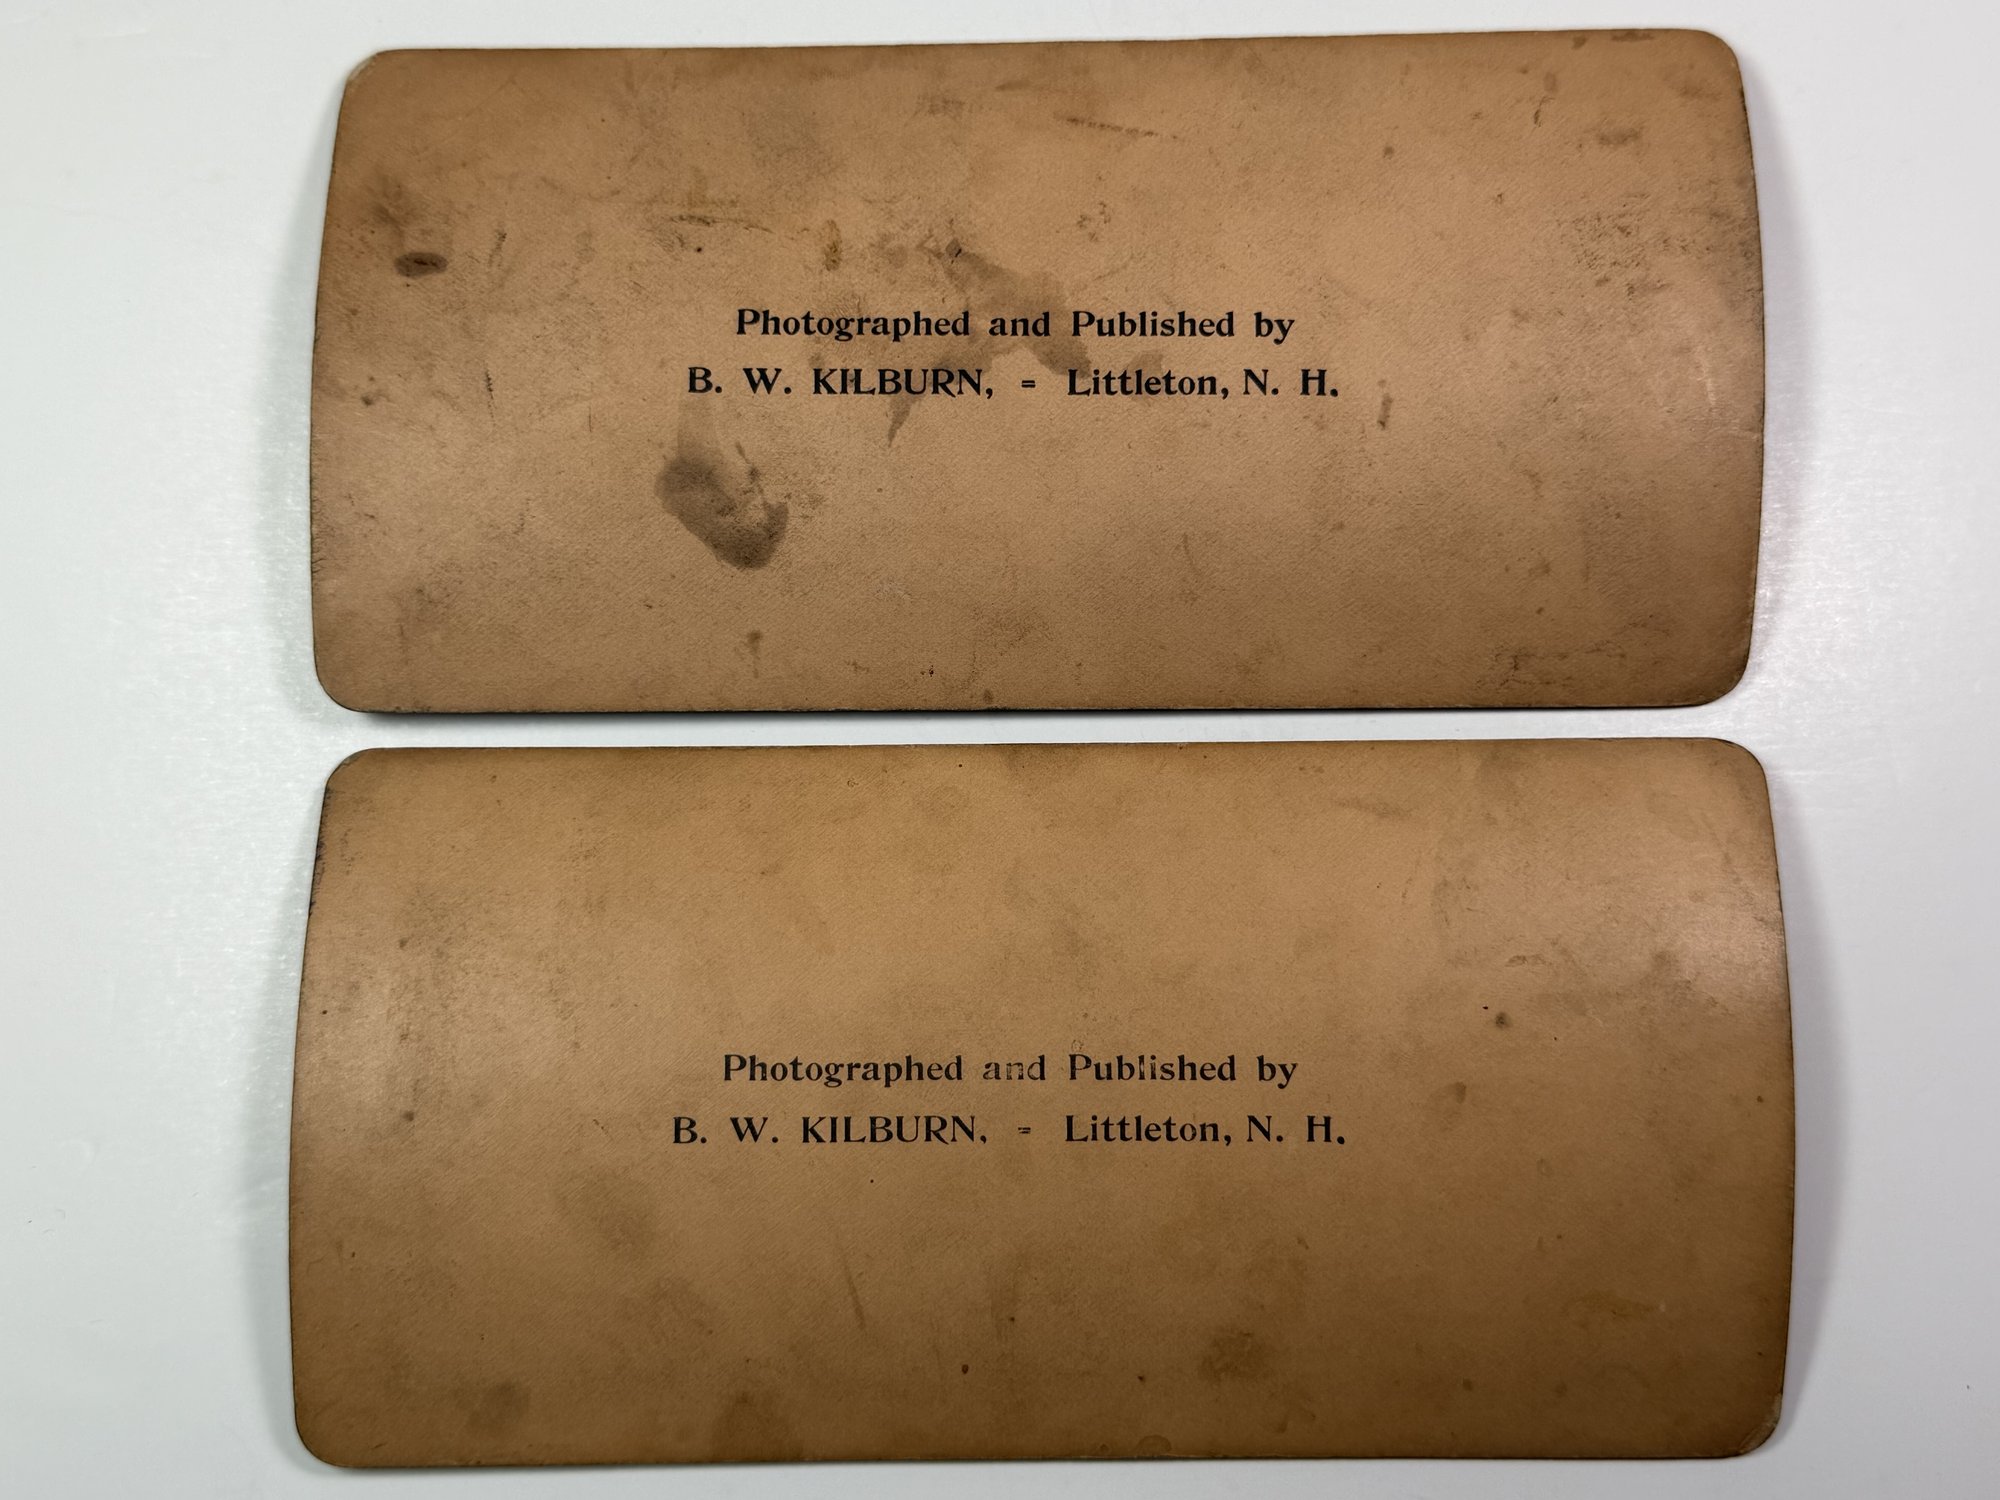 Photographed and Published by
B. W. KILBURN, = Littleton, N. H.
Photographed and Published by
B. W. KILBURN, = Littleton, N. H.